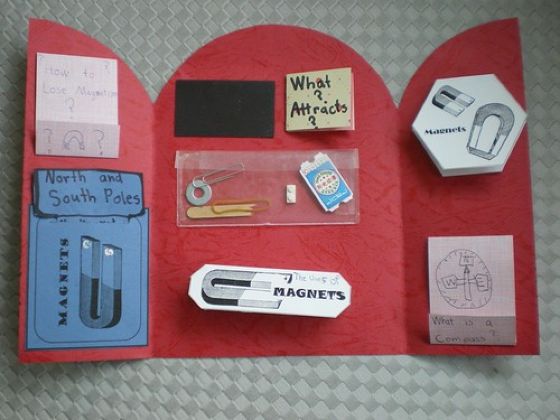 How to
Lose Magnetism
?
? ?
North and
South Poles
MAGNETS
What
?
Attracts
?
The Uses of
MAGNETS
Magnets
N
W E
What is a
Compass?